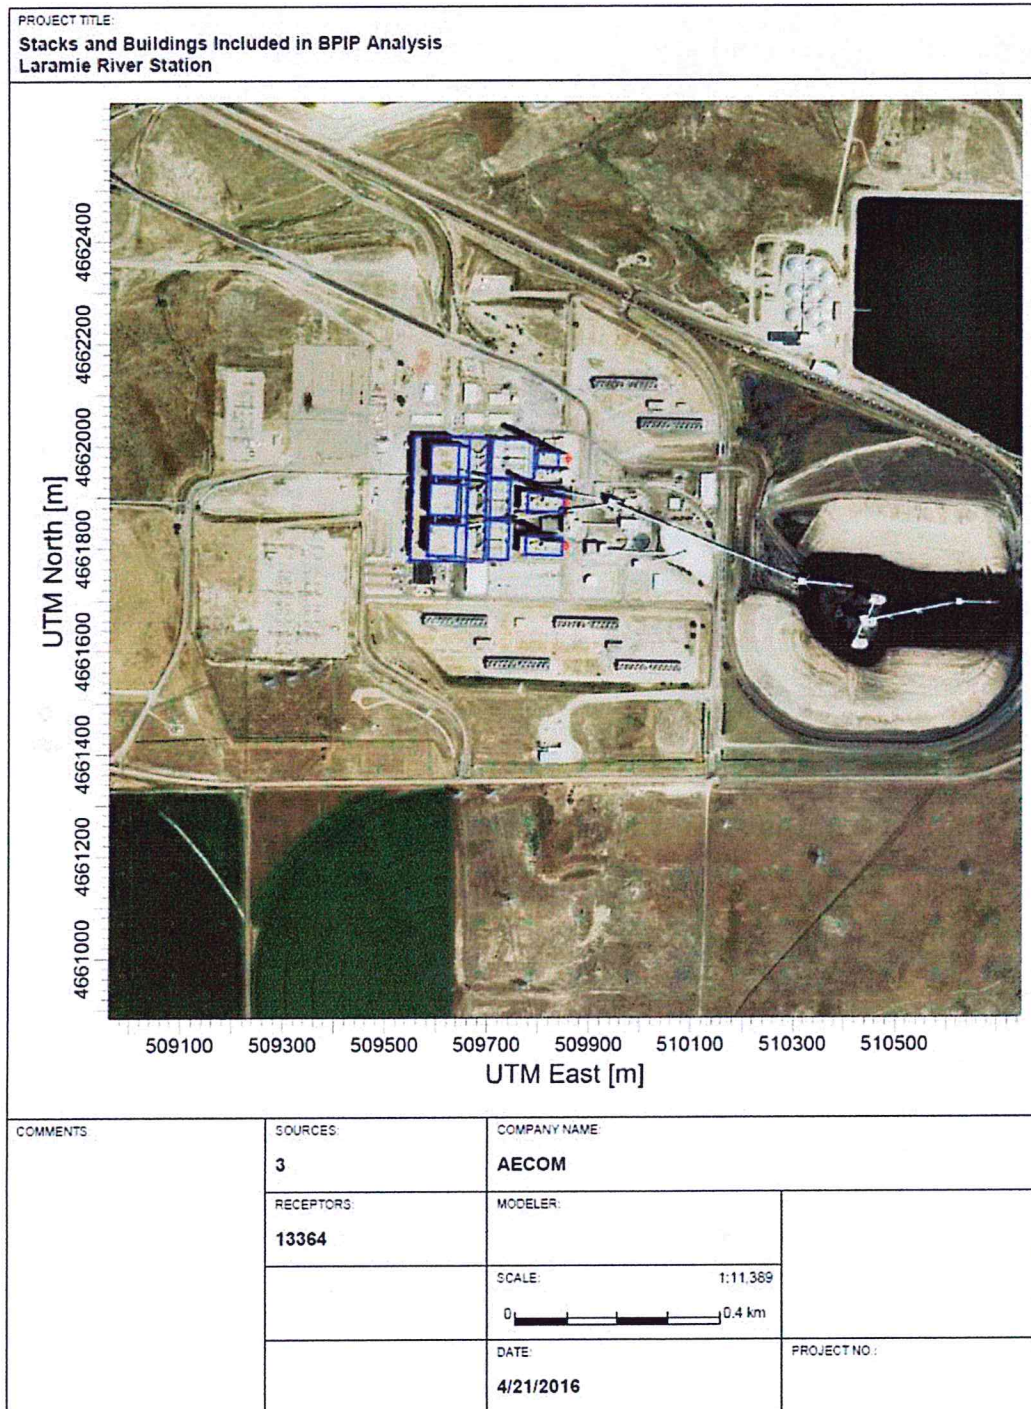 PROJECT TITLE:
Stacks and Buildings Included in BPIP Analysis
Laramie River Station
UTM North [m]
4662400
4662200
4662000
4661800
4661600
4661400
4661200
4661000
509100 509300 509500 509700 509900 510100 510300 510500
UTM East [m]
COMMENTS:
SOURCES:
3
COMPANY NAME:
AECOM
RECEPTORS:
13364
MODELER:
SCALE: 1:11,389
0 0.4 km
DATE:
4/21/2016
PROJECT NO.: